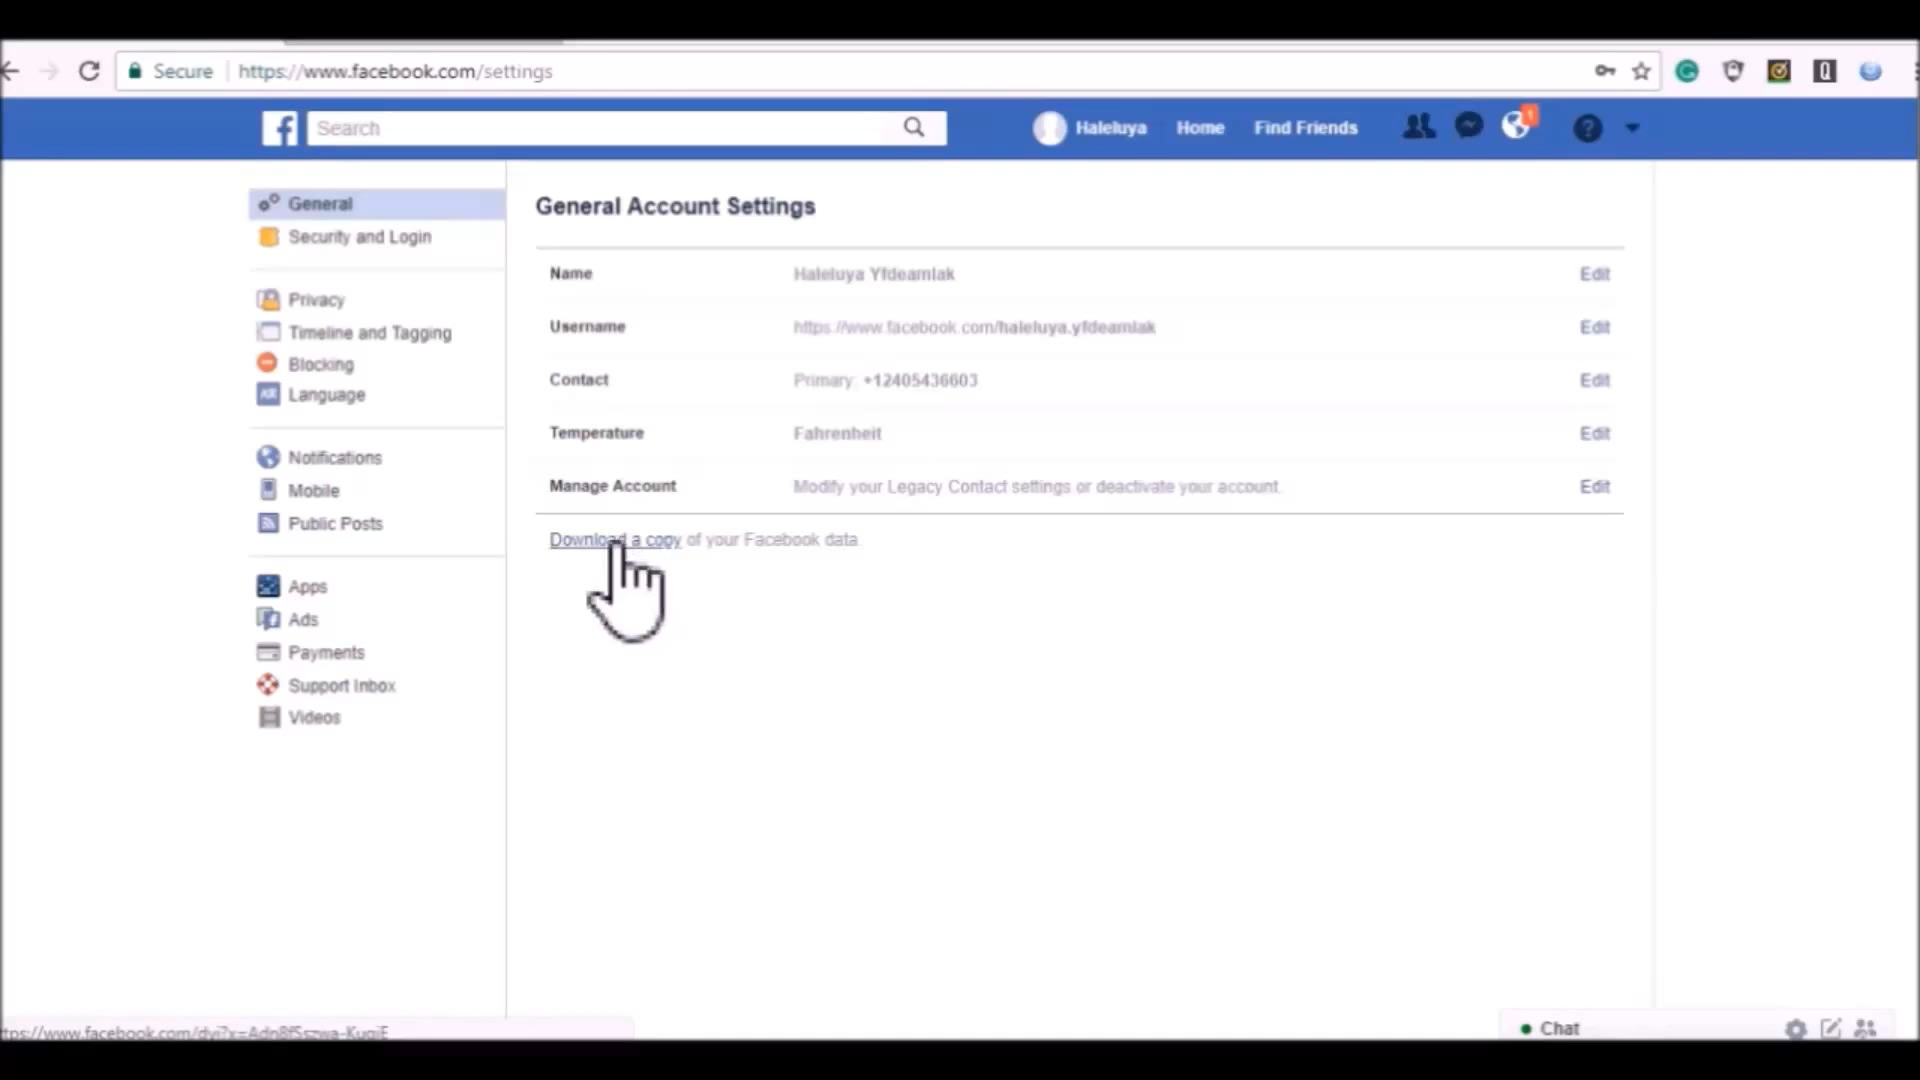 Secure https://www.facebook.com/settings
Search
Haleluya Home Find Friends
1
General
Security and Login
Privacy
Timeline and Tagging
Blocking
Language
Notifications
Mobile
Public Posts
Apps
Ads
Payments
Support Inbox
Videos
General Account Settings
Name Haleluya Yfdeamlak Edit
Username https://www.facebook.com/haleluya.yfdeamlak Edit
Contact Primary: +12405436603 Edit
Temperature Fahrenheit Edit
Manage Account Modify your Legacy Contact settings or deactivate your account. Edit
Download a copy of your Facebook data.
Chat